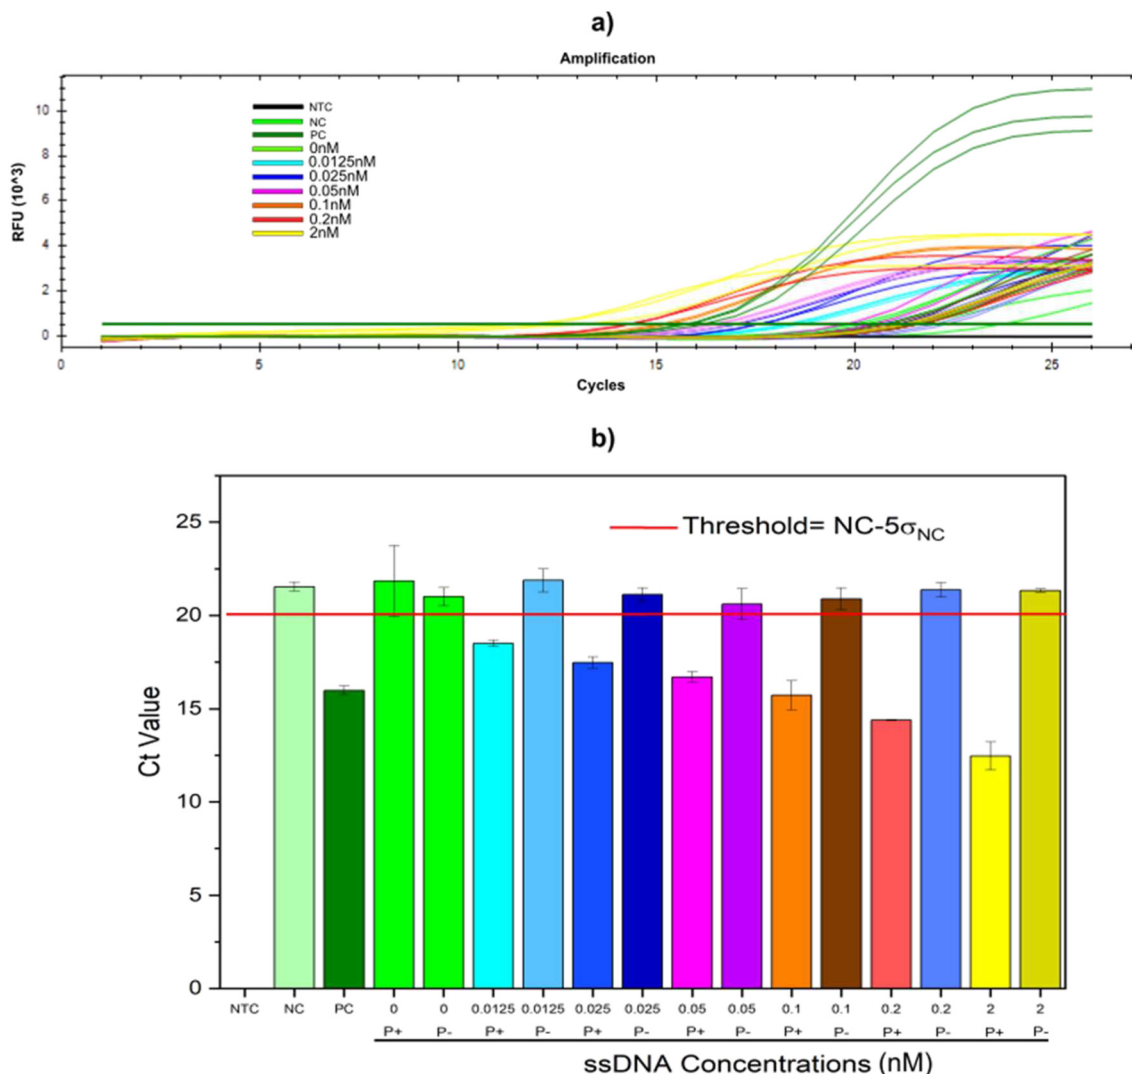 a)
Amplification
10
8
6
4
2
0
RFU (10^3)
NTC
NC
PC
0nM
0.0125nM
0.025nM
0.05nM
0.1nM
0.2nM
2nM
0 5 10 15 20 25
Cycles
b)
Threshold= NC-5σNC
25
20
15
10
5
0
Ct Value
NTC NC PC 0 0 0.0125 0.0125 0.025 0.025 0.05 0.05 0.1 0.1 0.2 0.2 2 2
P+ P- P+ P- P+ P- P+ P- P+ P- P+ P- P+ P-
ssDNA Concentrations (nM)